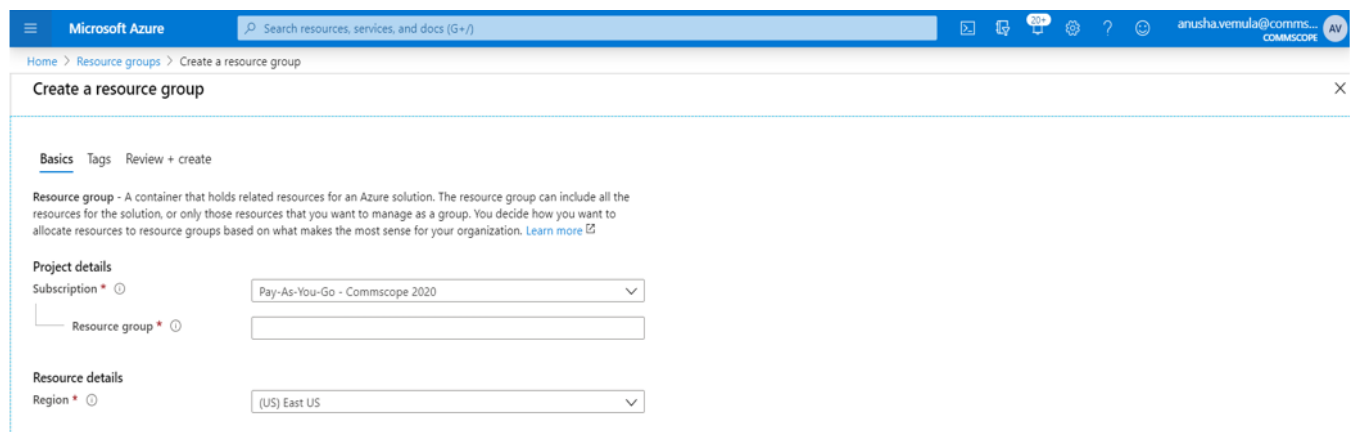 Microsoft Azure
Search resources, services, and docs (G+/)
20+
anusha.vemula@comms...
COMMSCOPE
AV
Home > Resource groups > Create a resource group
Create a resource group
Basics Tags Review + create
Resource group - A container that holds related resources for an Azure solution. The resource group can include all the
resources for the solution, or only those resources that you want to manage as a group. You decide how you want to
allocate resources to resource groups based on what makes the most sense for your organization. Learn more
Project details
Subscription *
Pay-As-You-Go - Commscope 2020
Resource group *
Resource details
Region *
(US) East US